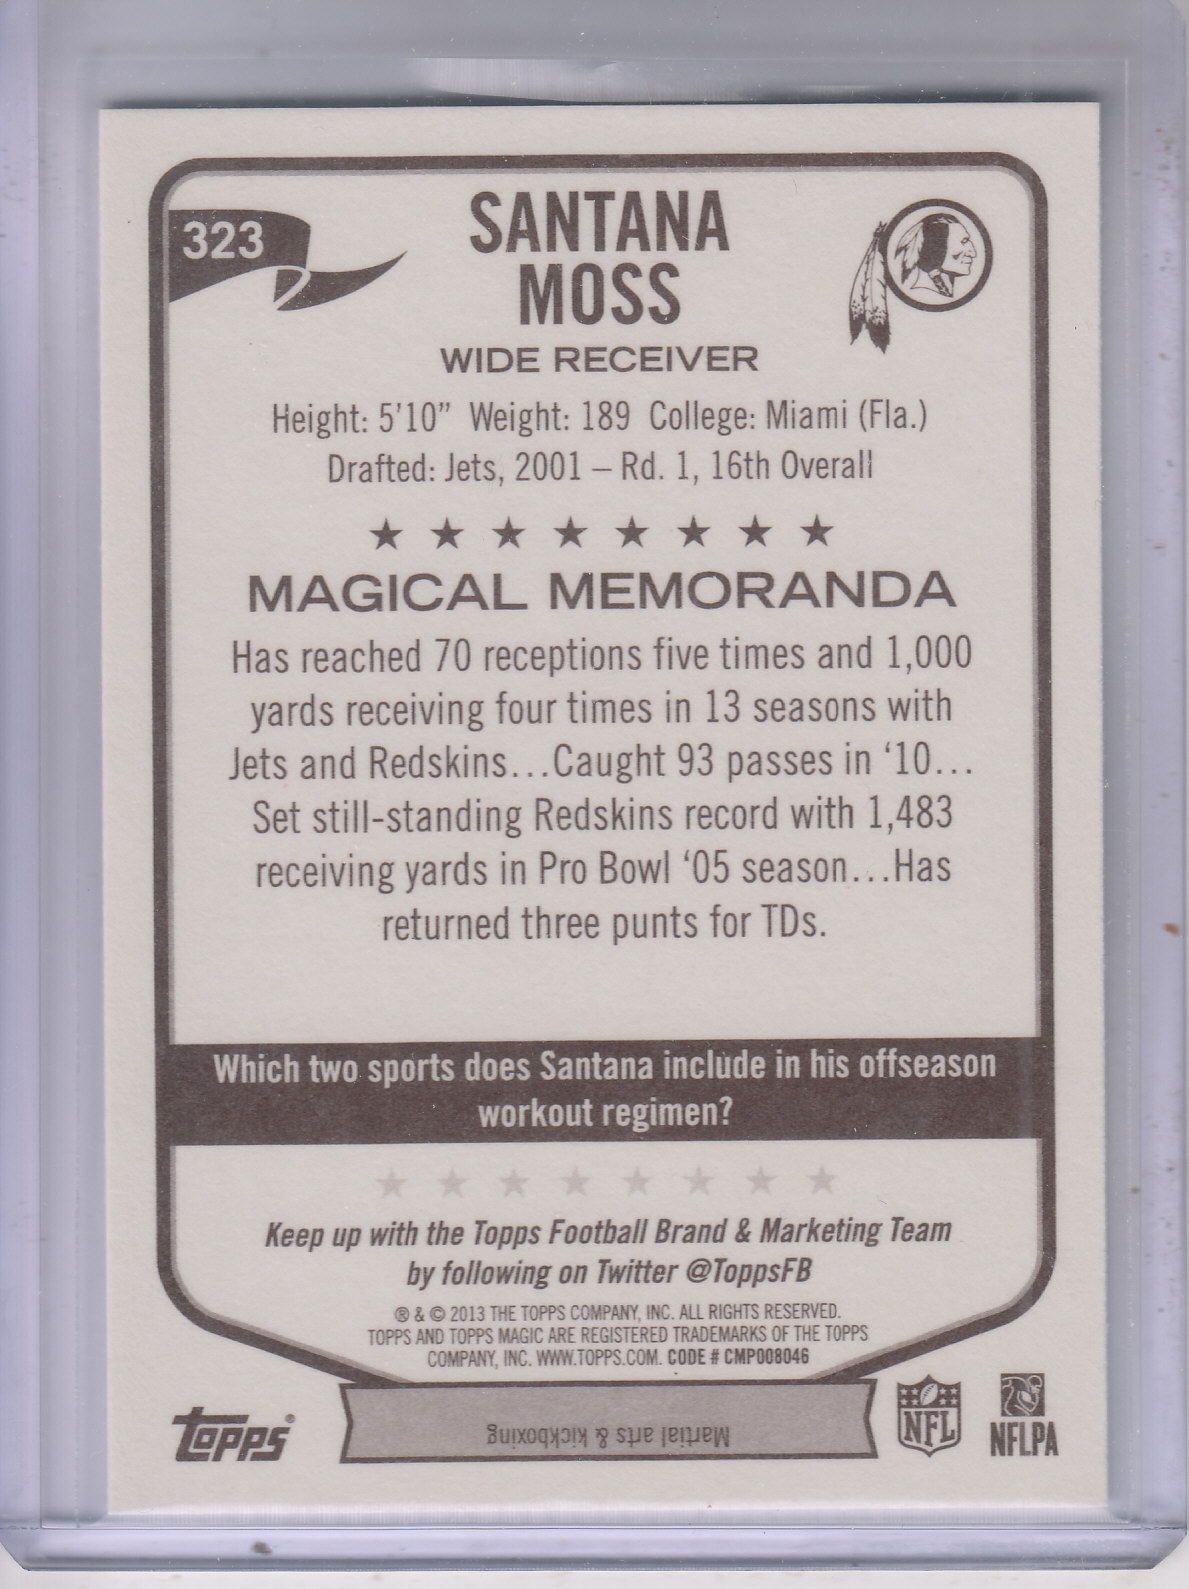 323
SANTANA
MOSS
WIDE RECEIVER
Height: 5'10” Weight: 189 College: Miami (Fla.)
Drafted: Jets, 2001 – Rd. 1, 16th Overall
MAGICAL MEMORANDA
Has reached 70 receptions five times and 1,000
yards receiving four times in 13 seasons with
Jets and Redskins...Caught 93 passes in ‘10...
Set still-standing Redskins record with 1,483
receiving yards in Pro Bowl ‘05 season...Has
returned three punts for TDs.
Which two sports does Santana include in his offseason
workout regimen?
Keep up with the Topps Football Brand & Marketing Team
by following on Twitter @ToppsFB
® & © 2013 THE TOPPS COMPANY, INC. ALL RIGHTS RESERVED.
TOPPS AND TOPPS MAGIC ARE REGISTERED TRADEMARKS OF THE TOPPS
COMPANY, INC. WWW.TOPPS.COM. CODE # CMP008046
topps®
Martial arts & kickboxing
NFL
NFLPA